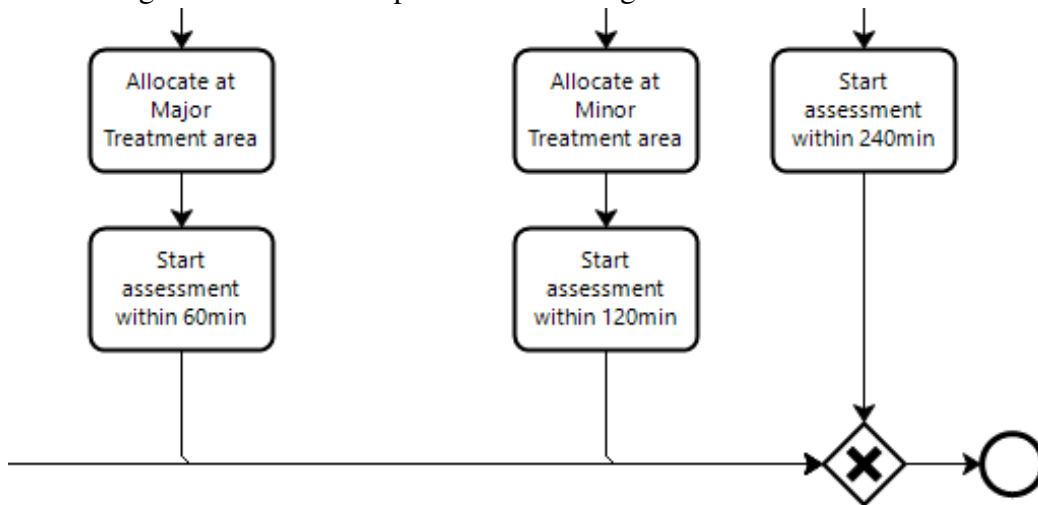 Allocate at
Major
Treatment area
Allocate at
Minor
Treatment area
Start
assessment
within 240min
Start
assessment
within 60min
Start
assessment
within 120min